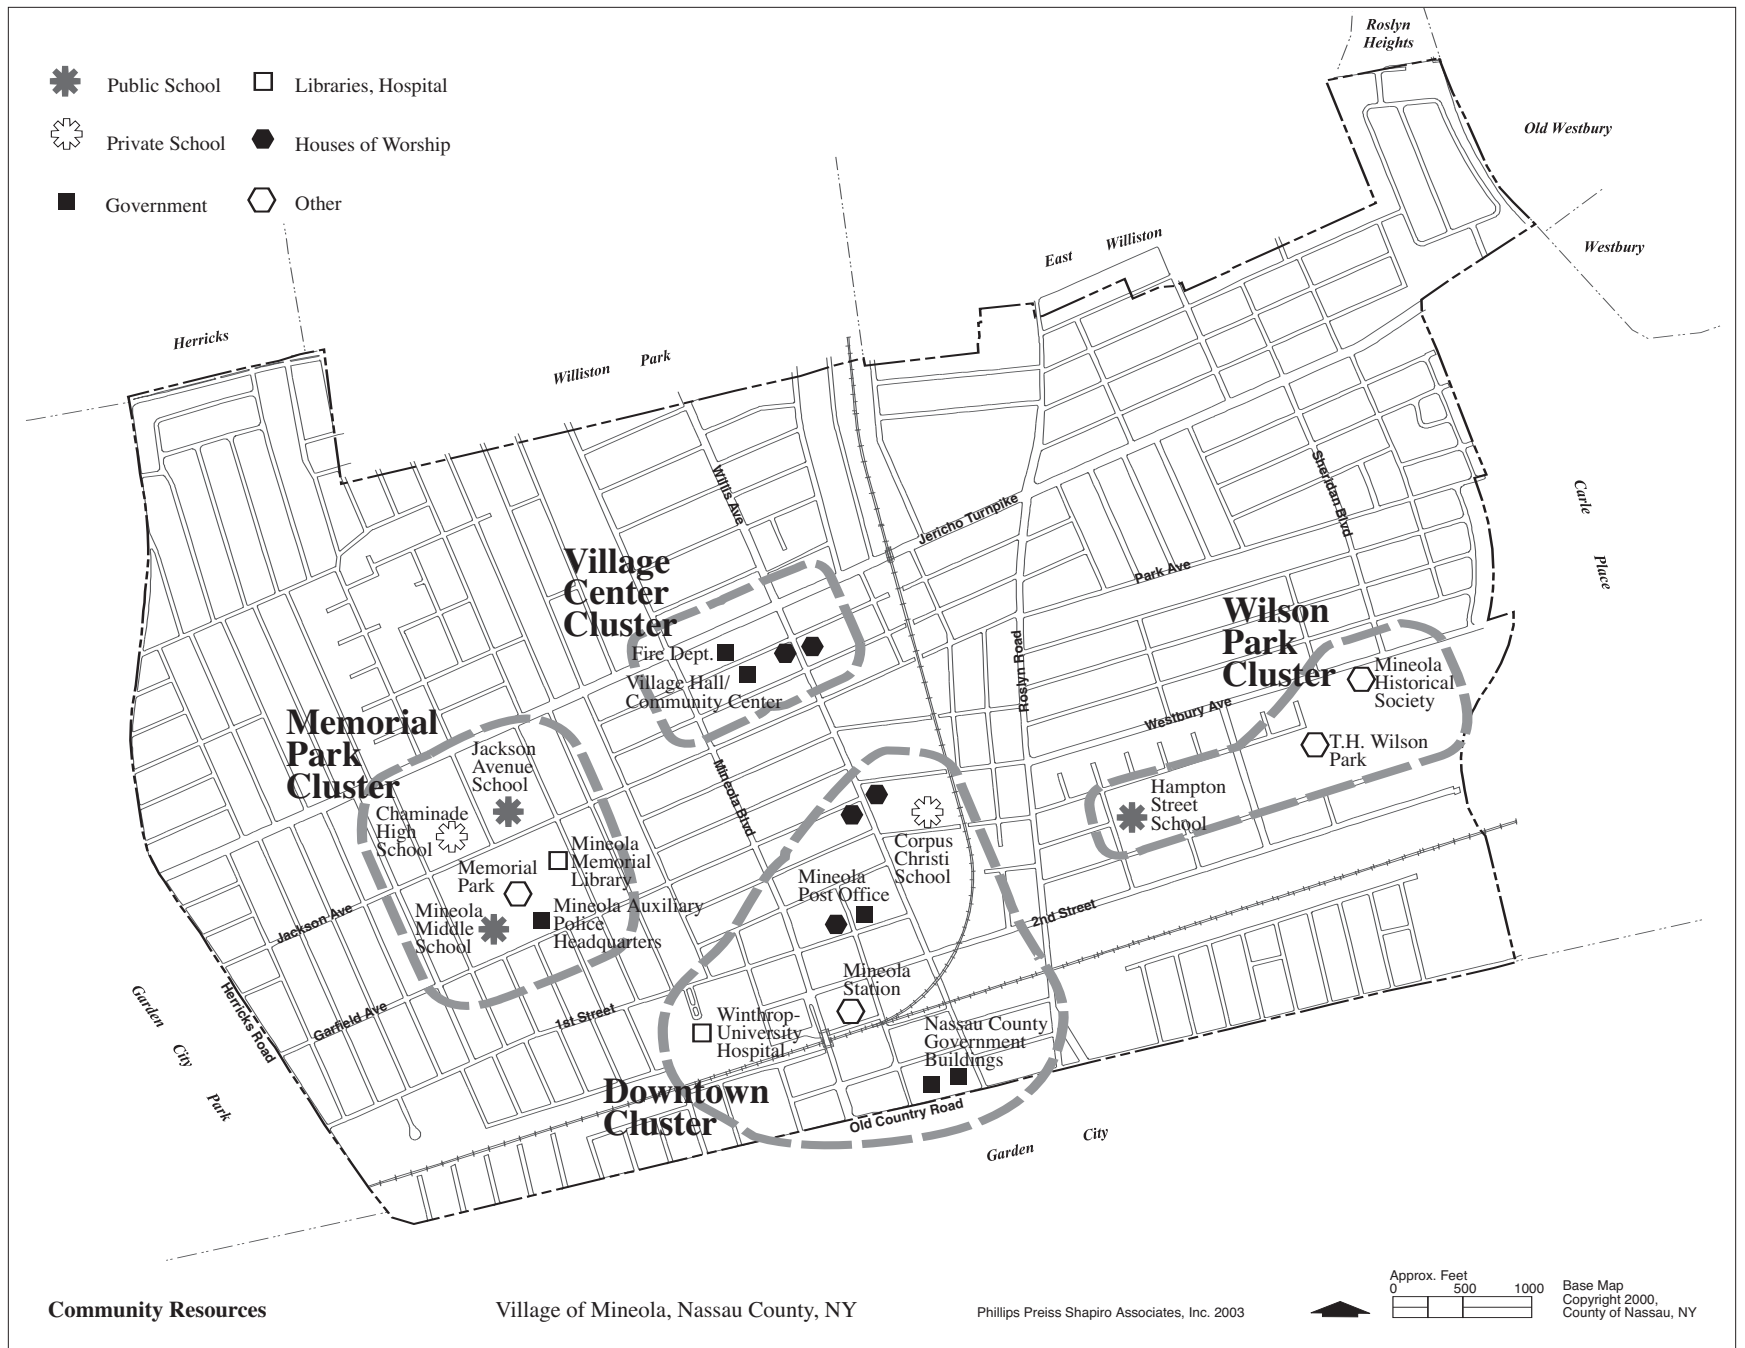 Roslyn
Heights
Public School
Libraries, Hospital
Old Westbury
Private School
Houses of Worship
Government
Other
East Williston
Westbury
Herricks
Williston Park
Willis Ave
Sheridan Blvd
Carle Place
Jericho Turnpike
Park Ave
Village
Center
Cluster
Wilson
Park
Cluster
Fire Dept.
Village Hall/
Community Center
Roslyn Road
Mineola
Historical
Society
Westbury Ave
T.H. Wilson
Park
Memorial
Park
Cluster
Jackson
Avenue
School
Mineola Blvd
Hampton
Street
School
Chaminade
High
School
Corpus
Christi
School
Mineola
Memorial
Library
Memorial
Park
Mineola
Post Office
Mineola
Middle
School
Mineola Auxiliary
Police
Headquarters
Jackson Ave
2nd Street
Mineola
Station
Garden City Park
Herricks Road
Garfield Ave
1st Street
Winthrop-
University
Hospital
Nassau County
Government
Buildings
Downtown
Cluster
Old Country Road
Garden City
Community Resources
Village of Mineola, Nassau County, NY
Phillips Preiss Shapiro Associates, Inc. 2003
Approx. Feet
0 500 1000
Base Map
Copyright 2000,
County of Nassau, NY